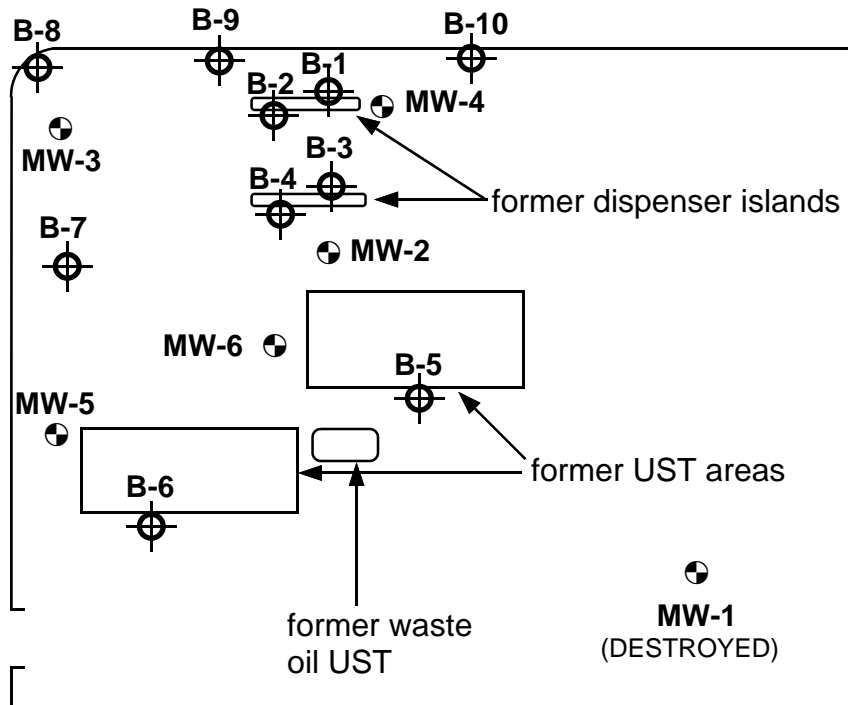 B-8
B-9
B-10
B-1
B-2
MW-4
MW-3
B-3
B-4
former dispenser islands
B-7
MW-2
MW-6
B-5
MW-5
former UST areas
B-6
former waste
oil UST
MW-1
(DESTROYED)